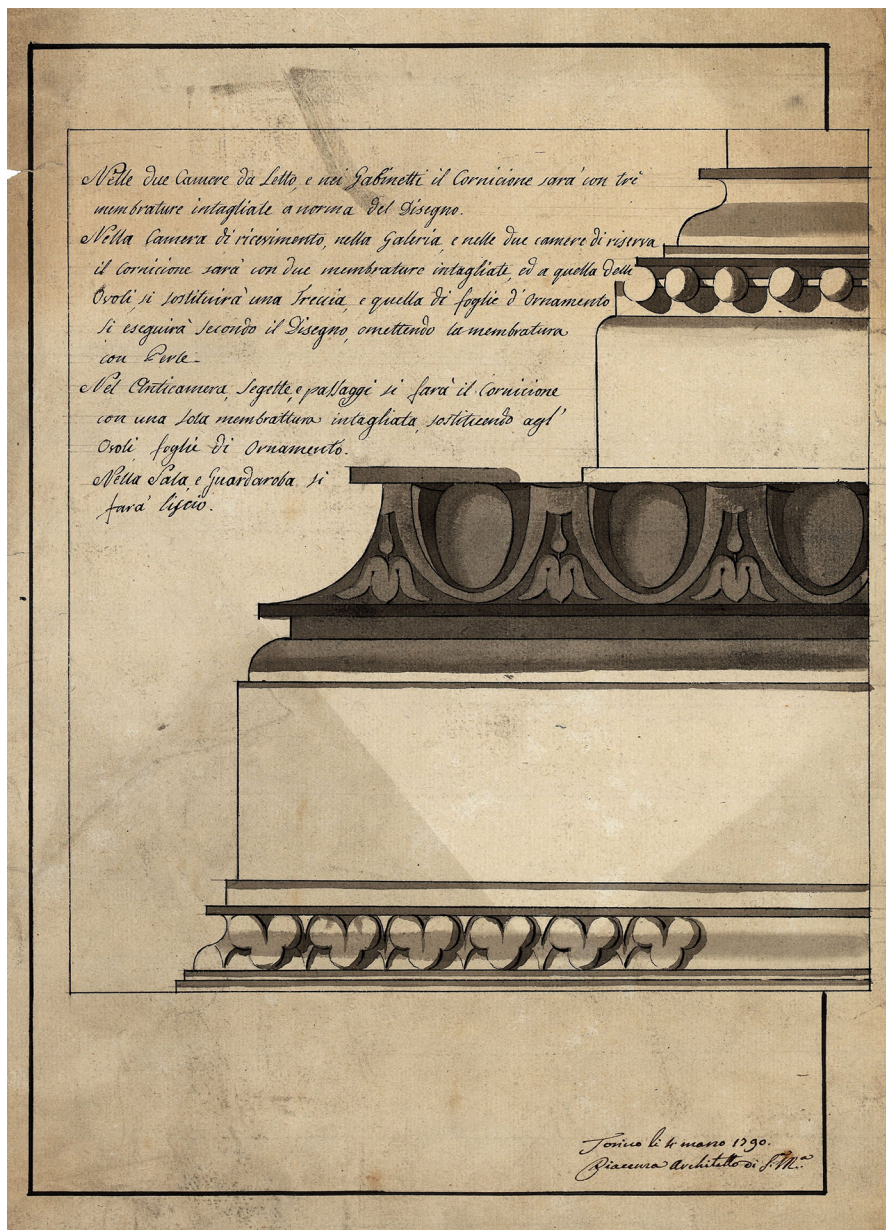 Nelle due Camere da Letto, e nei Gabinetti il Cornicione sarà con trè
membrature intagliate a norma del Disegno.
Nella Camera di ricevimento, nella Galeria, e nelle due camere di riserva
il cornicione sarà con due membrature intagliate, ed a quella delli
Ovoli, si sostituirà una Treccia, e quella di foglie d'Ornamento
si eseguirà secondo il Disegno, omettendo la membratura
con Perle.
Nel Anticamera, Segette, e passaggi si farà il Cornicione
con una sola membrattura intagliata, sostituendo agl'
Ovoli foglie di Ornamento.
Nella Sala, e Guardaroba si
farà liscio.
Torino li 4 marzo 1790.
Piacenza Architetto di S. M.a